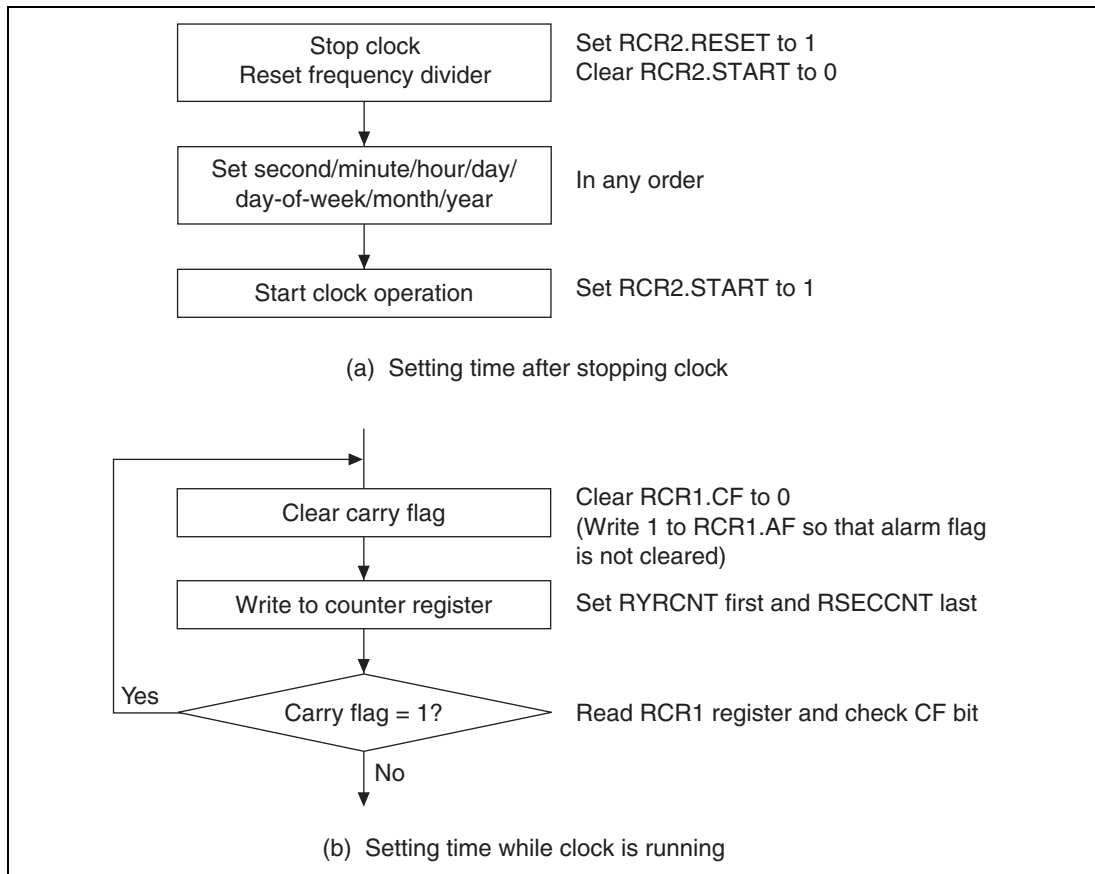 Stop clock
Reset frequency divider
Set RCR2.RESET to 1
Clear RCR2.START to 0
Set second/minute/hour/day/
day-of-week/month/year
In any order
Start clock operation
Set RCR2.START to 1
(a) Setting time after stopping clock
Clear carry flag
Clear RCR1.CF to 0
(Write 1 to RCR1.AF so that alarm flag
is not cleared)
Write to counter register
Set RYRCNT first and RSECCNT last
Yes
Carry flag = 1?
Read RCR1 register and check CF bit
No
(b) Setting time while clock is running